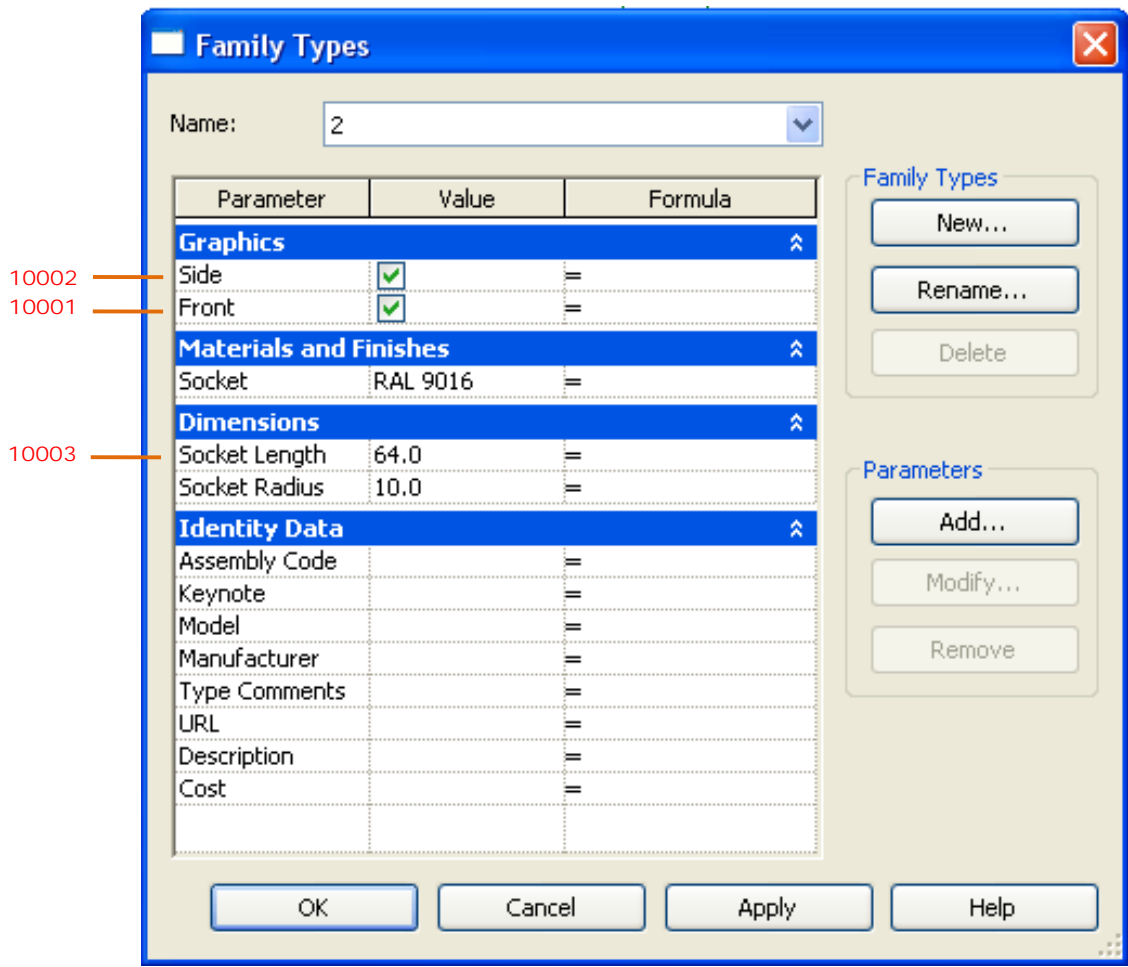 Family Types
Name: 2
Parameter Value Formula
Graphics
10002 Side =
10001 Front =
Materials and Finishes
Socket RAL 9016 =
Dimensions
10003 Socket Length 64.0 =
Socket Radius 10.0 =
Identity Data
Assembly Code =
Keynote =
Model =
Manufacturer =
Type Comments =
URL =
Description =
Cost =
Family Types
New...
Rename...
Delete
Parameters
Add...
Modify...
Remove
OK Cancel Apply Help